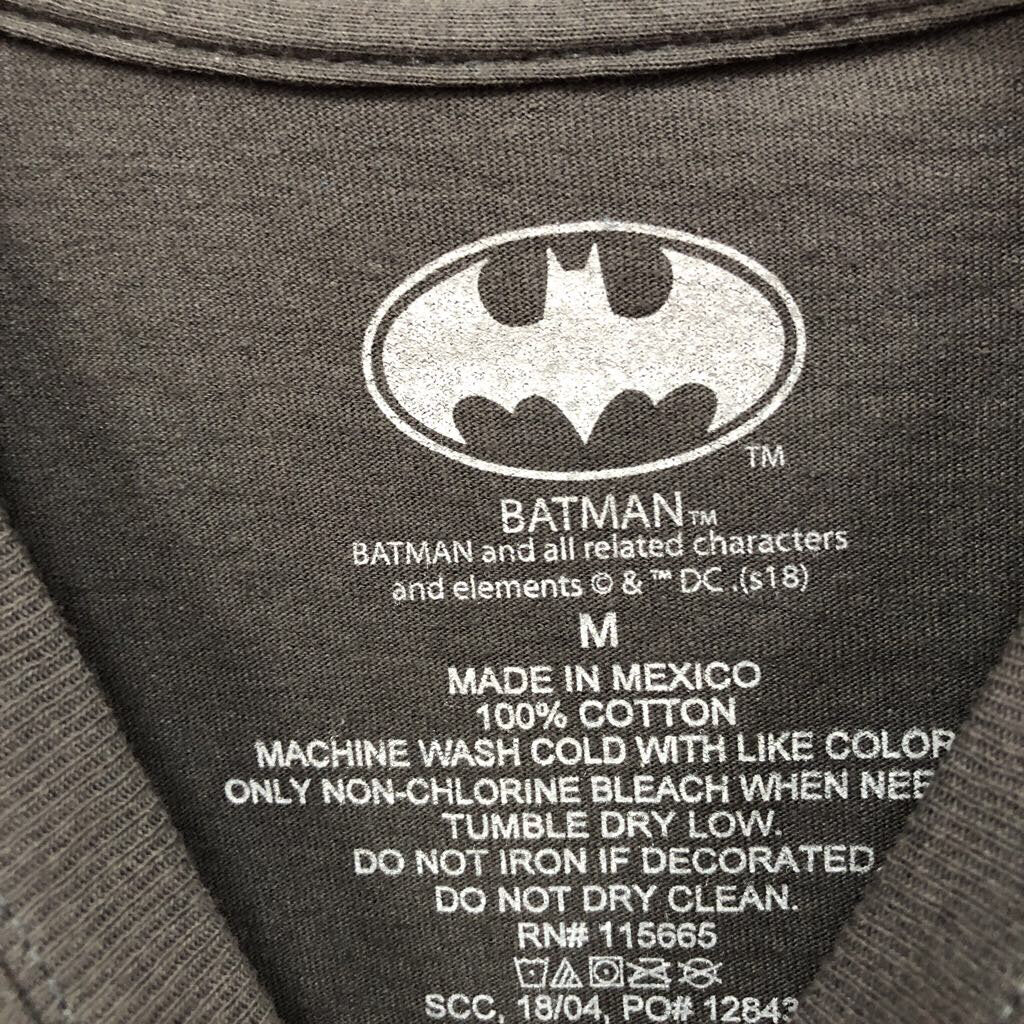 TM
BATMAN™
BATMAN and all related characters
and elements © & ™ DC .(s18)
M
MADE IN MEXICO
100% COTTON
MACHINE WASH COLD WITH LIKE COLOR
ONLY NON-CHLORINE BLEACH WHEN
TUMBLE DRY LOW.
DO NOT IRON IF DECORATED.
DO NOT DRY CLEAN.
RN# 115665
SCC, 18/04, PO#